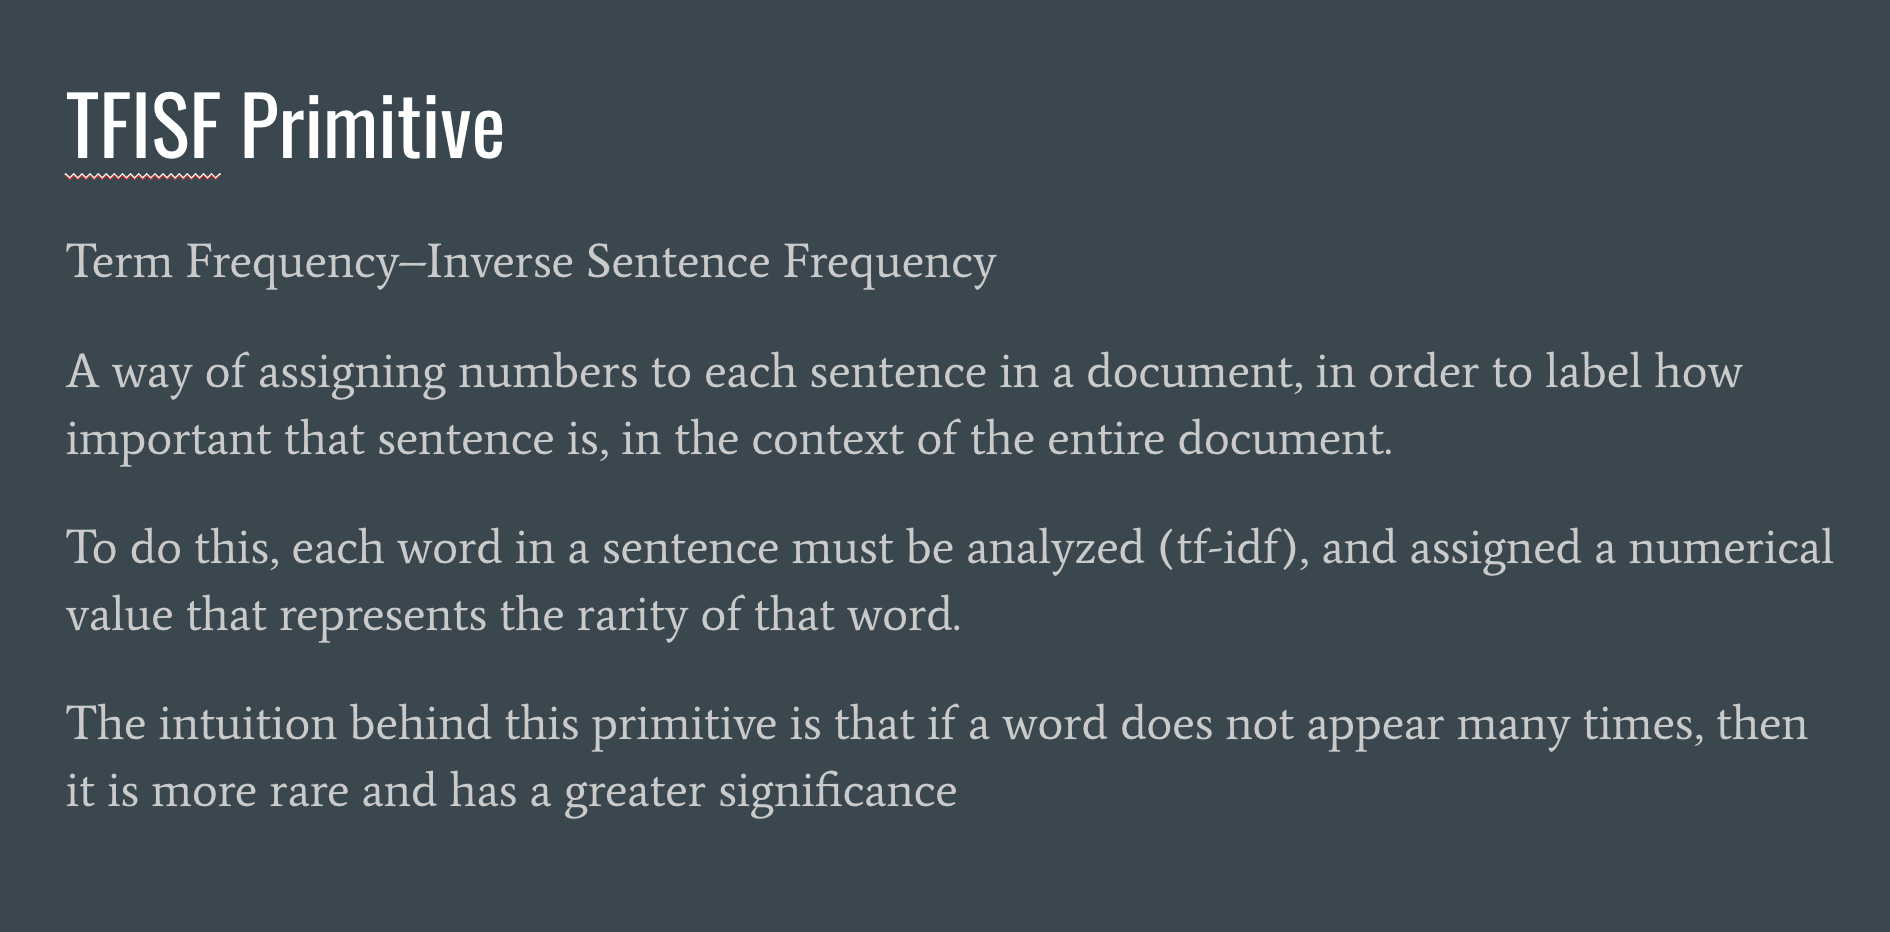 TFISF Primitive
Term Frequency–Inverse Sentence Frequency
A way of assigning numbers to each sentence in a document, in order to label how
important that sentence is, in the context of the entire document.
To do this, each word in a sentence must be analyzed (tf-idf), and assigned a numerical
value that represents the rarity of that word.
The intuition behind this primitive is that if a word does not appear many times, then
it is more rare and has a greater significance